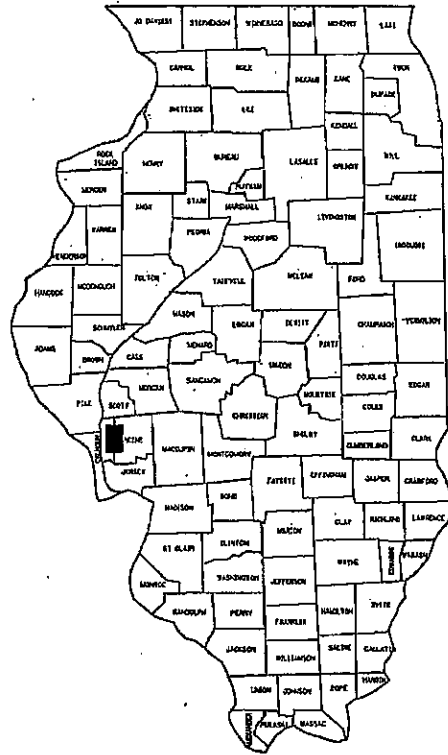 JO DAVIESS STEPHENSON WINNEBAGO BOONE MCHENRY LAKE
CARROLL OGLE DEKALB KANE COOK
DUPAGE
WHITESIDE LEE
KENDALL
ROCK
ISLAND HENRY BUREAU LASALLE GRUNDY WILL
MERCER PUTNAM
KNOX STARK MARSHALL KANKAKEE
WARREN PEORIA LIVINGSTON
HENDERSON WOODFORD IROQUOIS
HANCOCK MCDONOUGH FULTON TAZEWELL MCLEAN FORD
MASON
SCHUYLER LOGAN DEWITT CHAMPAIGN VERMILION
ADAMS BROWN CASS MENARD PIATT
MACON
MORGAN SANGAMON DOUGLAS EDGAR
PIKE SCOTT MOULTRIE COLES
CHRISTIAN
SHELBY CUMBERLAND CLARK
CALHOUN MACOUPIN MONTGOMERY
JERSEY FAYETTE EFFINGHAM JASPER CRAWFORD
MADISON BOND
CLAY RICHLAND LAWRENCE
MARION
ST CLAIR CLINTON WAYNE EDWARDS WABASH
MONROE WASHINGTON JEFFERSON
RANDOLPH PERRY HAMILTON WHITE
FRANKLIN
JACKSON SALINE GALLATIN
WILLIAMSON HARDIN
UNION JOHNSON POPE
ALEXANDER PULASKI MASSAC